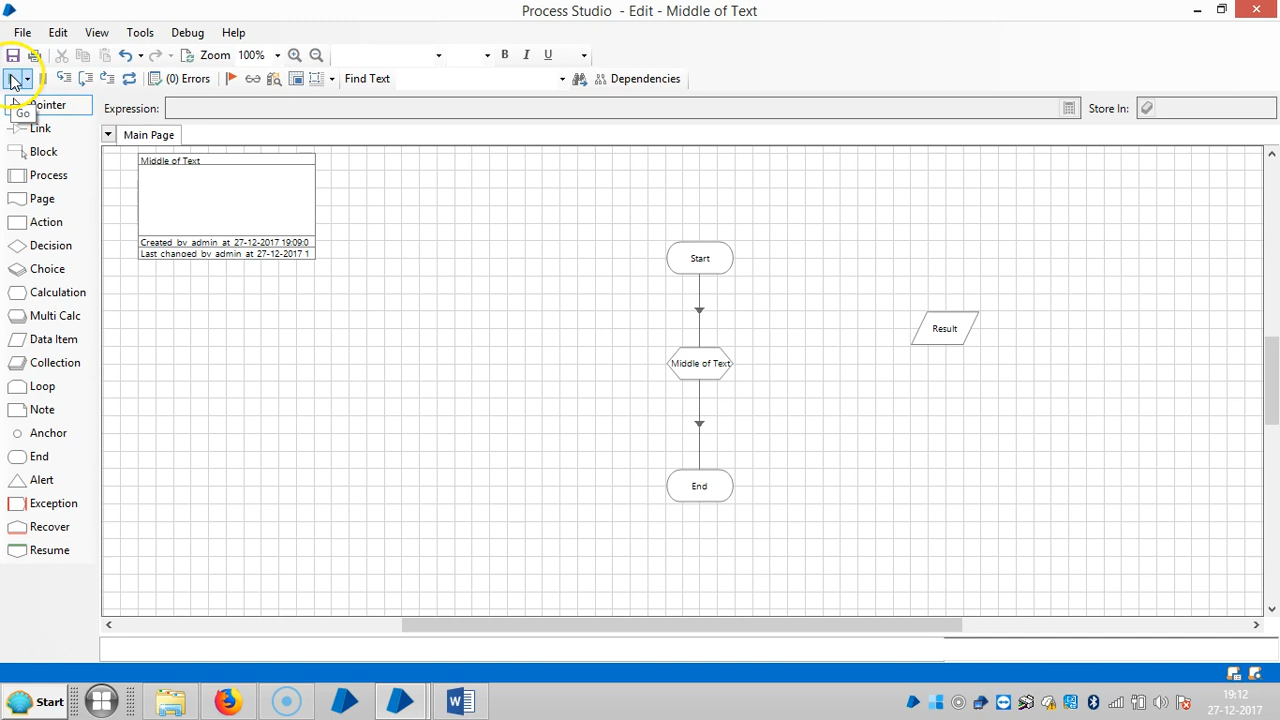 Process Studio - Edit - Middle of Text
File Edit View Tools Debug Help
Zoom 100% B I U
(0) Errors Find Text Dependencies
Go
Pointer
Link
Block
Process
Page
Action
Decision
Choice
Calculation
Multi Calc
Data Item
Collection
Loop
Note
Anchor
End
Alert
Exception
Recover
Resume
Expression: Store In:
Main Page
Middle of Text
Created by admin at 27-12-2017 19:09:0
Last changed by admin at 27-12-2017 1
Start
Middle of Text
End
Result
Start
19:12
27-12-2017